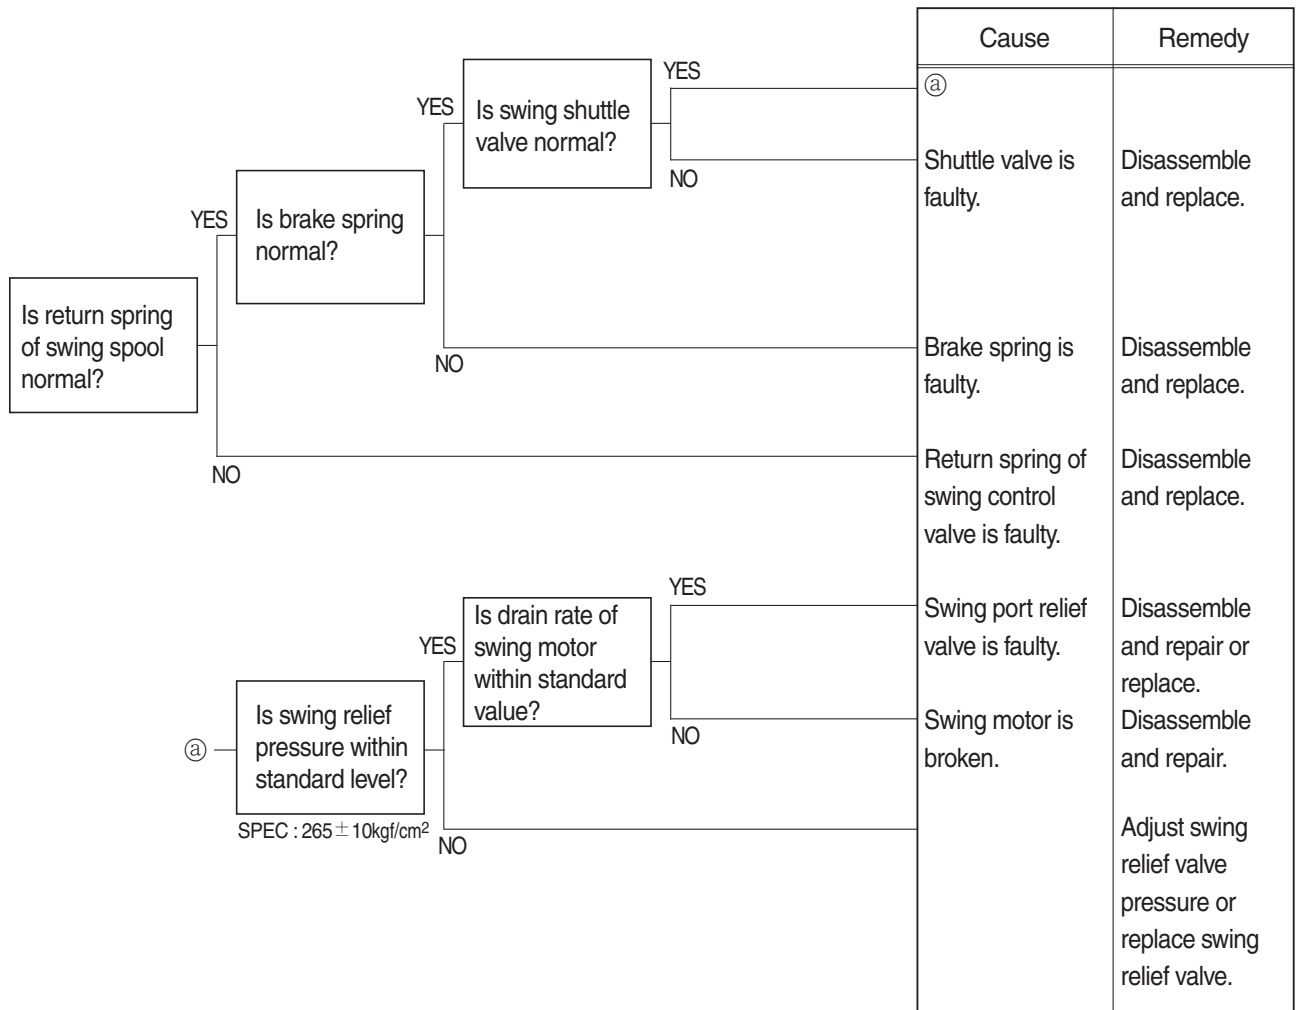 Cause
Remedy
YES
ⓐ
YES
Is swing shuttle
valve normal?
NO
Shuttle valve is
faulty.
Disassemble
and replace.
YES
Is brake spring
normal?
Is return spring
of swing spool
normal?
NO
Brake spring is
faulty.
Disassemble
and replace.
NO
Return spring of
swing control
valve is faulty.
Disassemble
and replace.
YES
Is drain rate of
swing motor
within standard
value?
Swing port relief
valve is faulty.
Disassemble
and repair or
replace.
YES
NO
Swing motor is
broken.
Disassemble
and repair.
ⓐ
Is swing relief
pressure within
standard level?
SPEC : 265±10kgf/cm²
NO
Adjust swing
relief valve
pressure or
replace swing
relief valve.